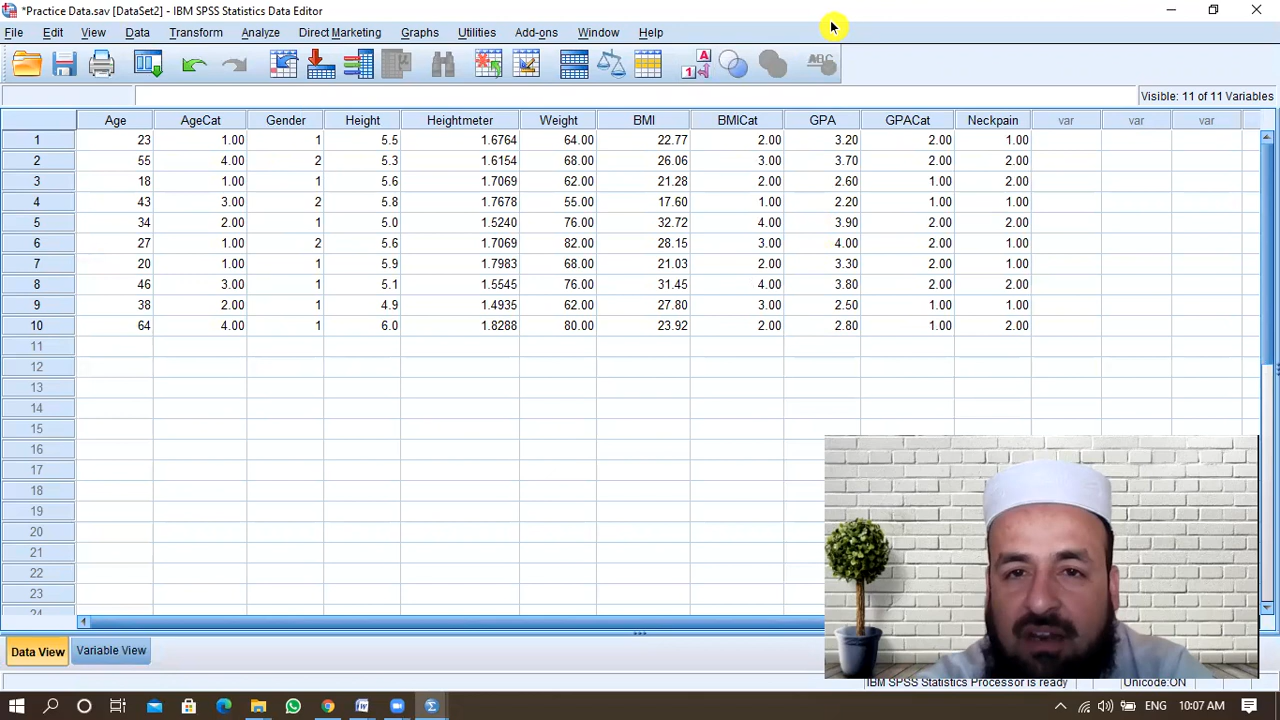 *Practice Data.sav [DataSet2] - IBM SPSS Statistics Data Editor
File Edit View Data Transform Analyze Direct Marketing Graphs Utilities Add-ons Window Help
Visible: 11 of 11 Variables
Age AgeCat Gender Height Heightmeter Weight BMI BMICat GPA GPACat Neckpain var var var
1 23 1.00 1 5.5 1.6764 64.00 22.77 2.00 3.20 2.00 1.00
2 55 4.00 2 5.3 1.6154 68.00 26.06 3.00 3.70 2.00 2.00
3 18 1.00 1 5.6 1.7069 62.00 21.28 2.00 2.60 1.00 2.00
4 43 3.00 2 5.8 1.7678 55.00 17.60 1.00 2.20 1.00 1.00
5 34 2.00 1 5.0 1.5240 76.00 32.72 4.00 3.90 2.00 2.00
6 27 1.00 2 5.6 1.7069 82.00 28.15 3.00 4.00 2.00 1.00
7 20 1.00 1 5.9 1.7983 68.00 21.03 2.00 3.30 2.00 1.00
8 46 3.00 1 5.1 1.5545 76.00 31.45 4.00 3.80 2.00 2.00
9 38 2.00 1 4.9 1.4935 62.00 27.80 3.00 2.50 1.00 1.00
10 64 4.00 1 6.0 1.8288 80.00 23.92 2.00 2.80 1.00 2.00
11
12
13
14
15
16
17
18
19
20
21
22
23
24
Data View Variable View
IBM SPSS Statistics Processor is ready Unicode:ON
ENG 10:07 AM